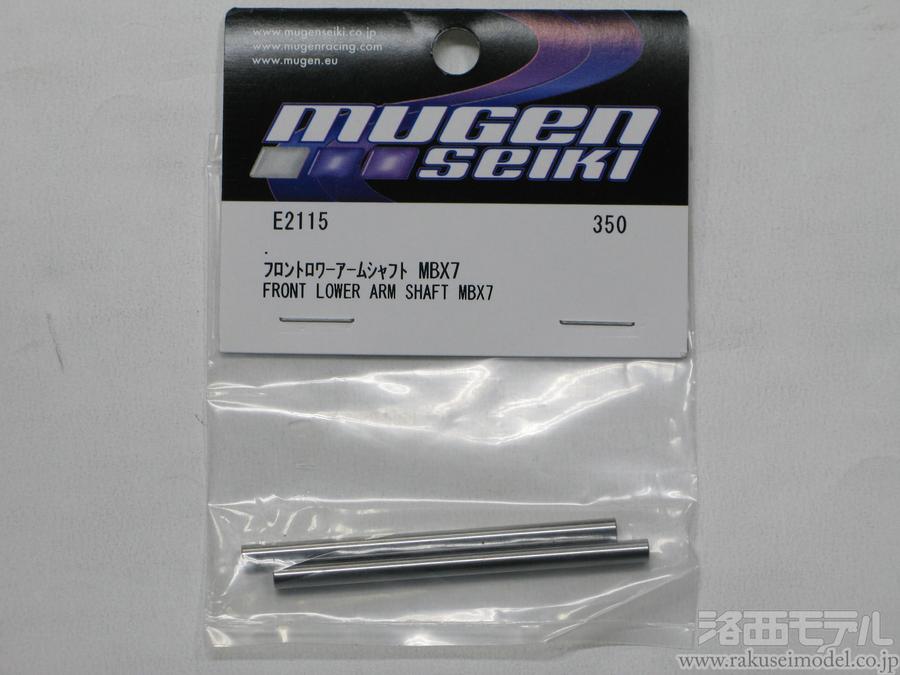 www.mugenseiki.co.jp
www.mugenracing.com
www.mugen.eu
mugen
seiki
E2115 350
フロントロワーアームシャフト MBX7
FRONT LOWER ARM SHAFT MBX7
洛西モデル
www.rakuseimodel.co.jp